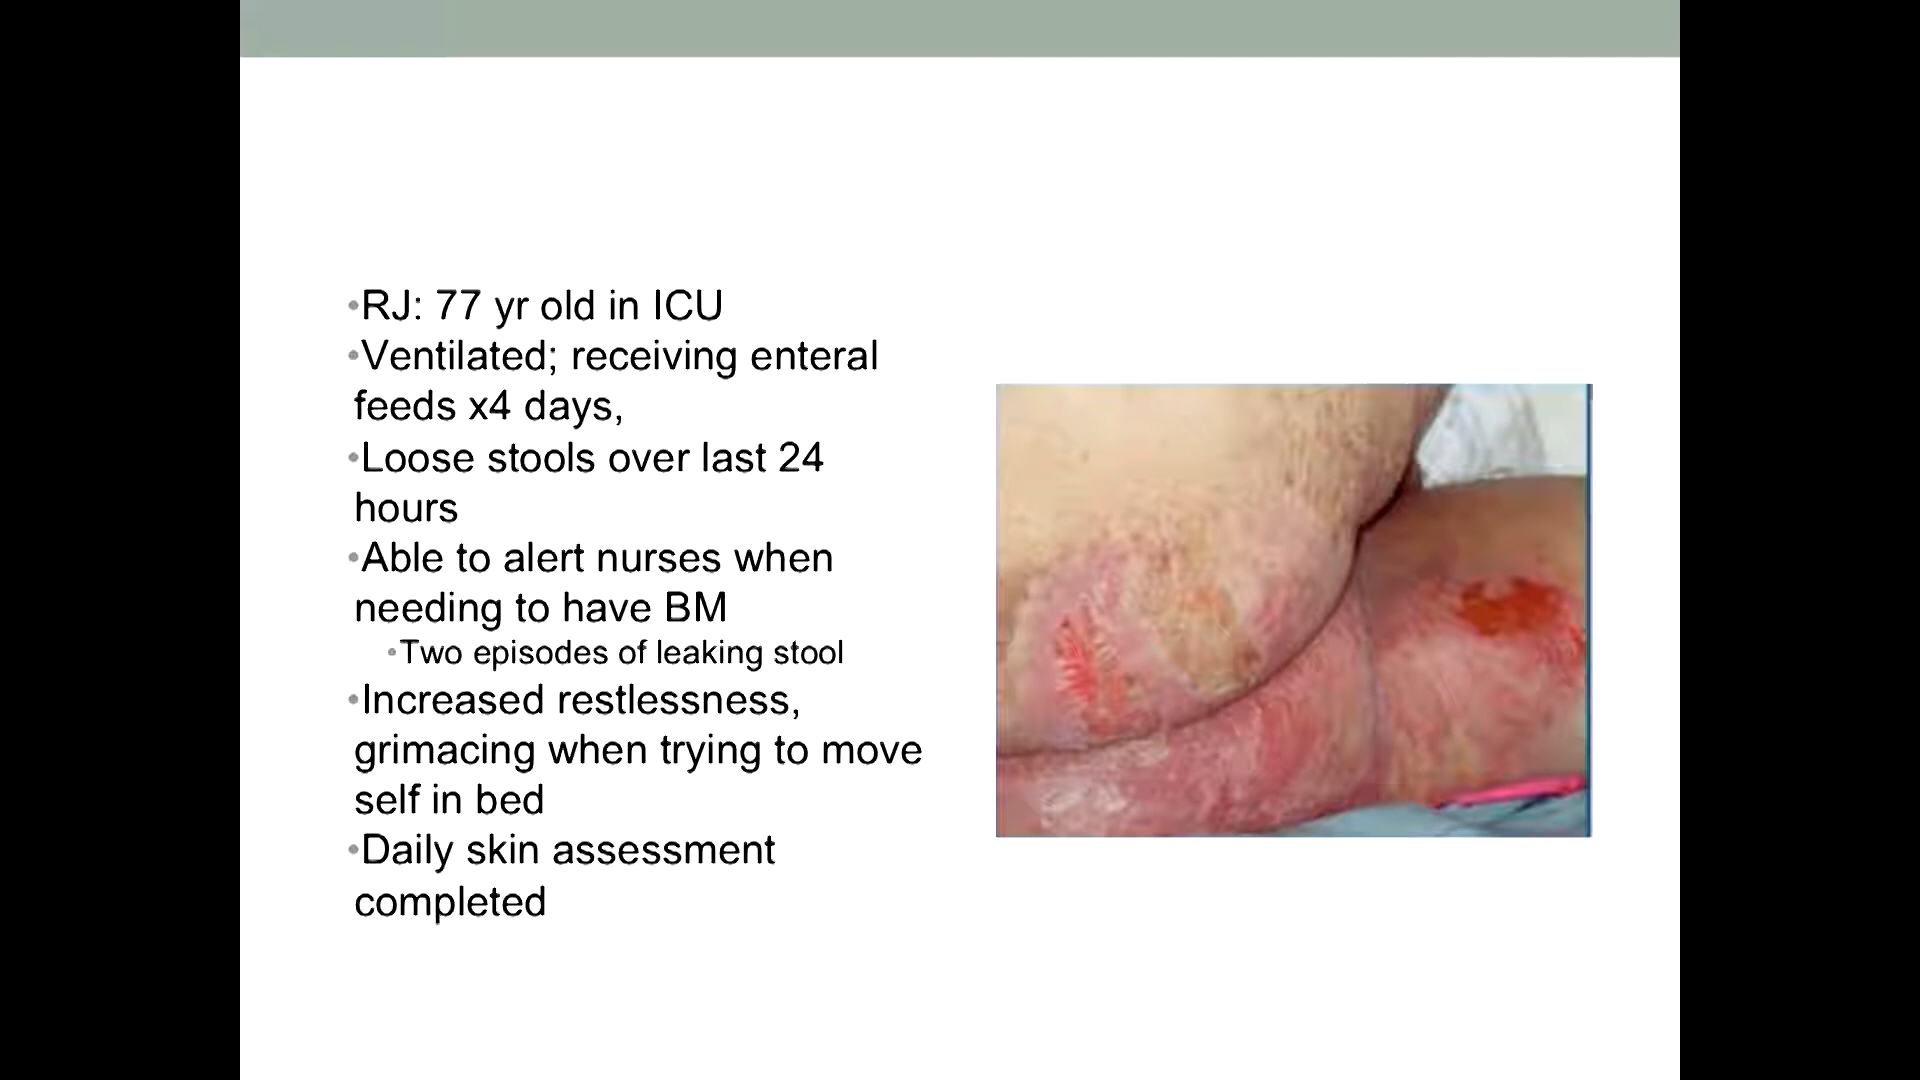 •RJ: 77 yr old in ICU
•Ventilated; receiving enteral
feeds x4 days,
•Loose stools over last 24
hours
•Able to alert nurses when
needing to have BM
•Two episodes of leaking stool
•Increased restlessness,
grimacing when trying to move
self in bed
•Daily skin assessment
completed